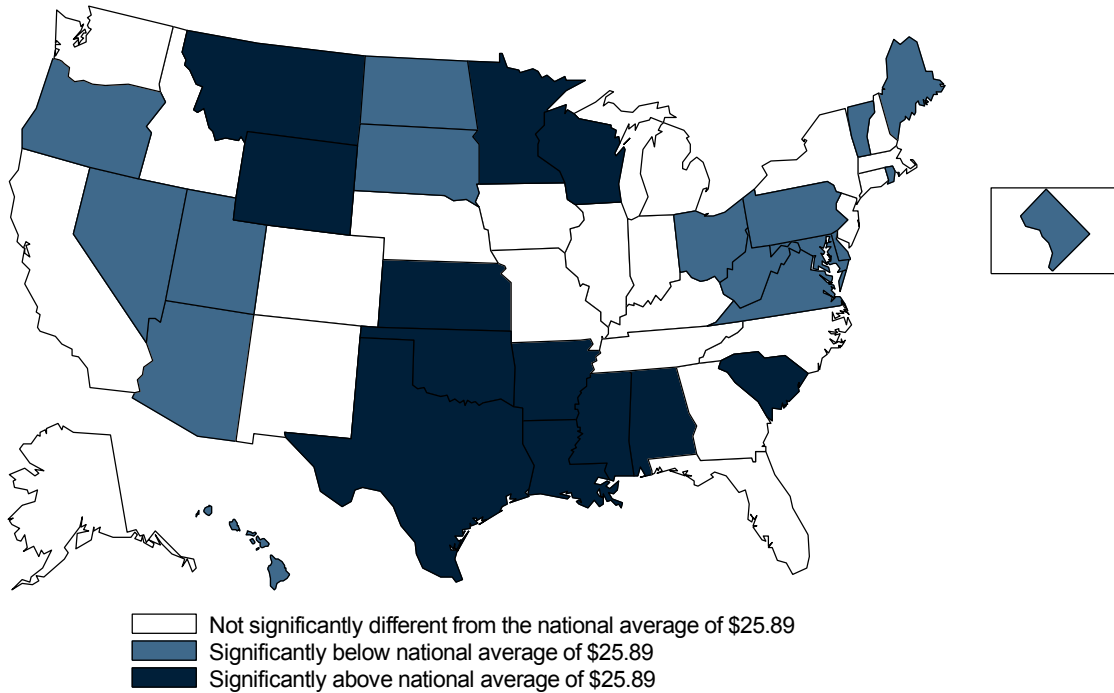 Not significantly different from the national average of $25.89
Significantly below national average of $25.89
Significantly above national average of $25.89